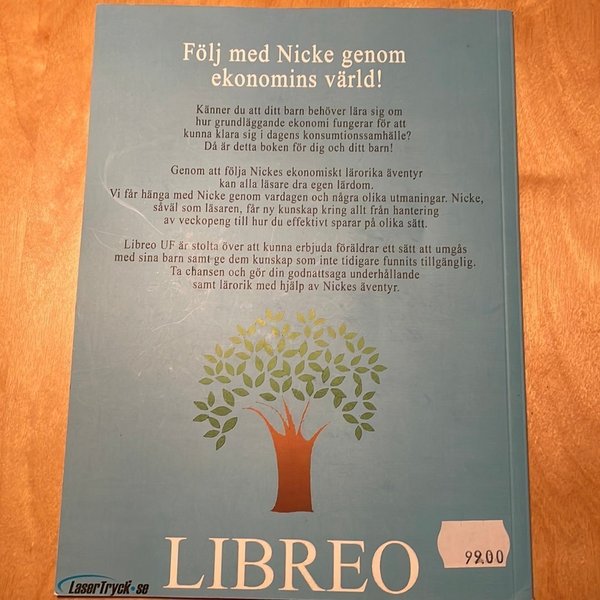 Följ med Nicke genom
ekonomins värld!
Känner du att ditt barn behöver lära sig om
hur grundläggande ekonomi fungerar för att
kunna klara sig i dagens konsumtionssamhälle?
Då är detta boken för dig och ditt barn!
Genom att följa Nickes ekonomiskt lärorika äventyr
kan alla läsare dra egen lärdom.
Vi får hänga med Nicke genom vardagen och några olika utmaningar. Nicke,
såväl som läsaren, får ny kunskap kring allt från hantering
av veckopeng till hur du effektivt sparar på olika sätt.
Libreo UF är stolta över att kunna erbjuda föräldrar ett sätt att umgås
med sina barn samt ge dem kunskap som inte tidigare funnits tillgänglig.
Ta chansen och gör din godnattsaga underhållande
samt lärorik med hjälp av Nickes äventyr.
LIBREO
99.00
LaserTryck.se